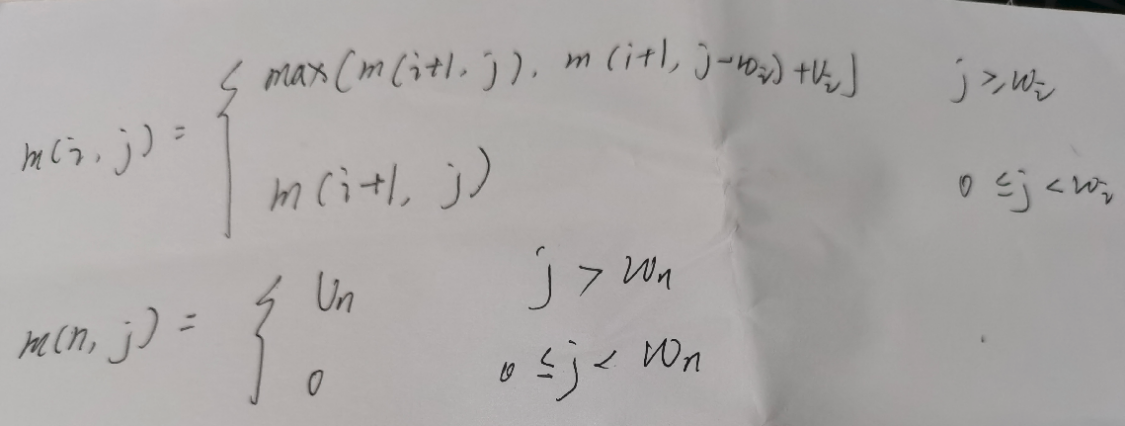 m(i, j) = { max(m(i+1, j), m(i+1, j-wᵢ)+vᵢ] j ≥ wᵢ
m(i+1, j) 0 ≤ j < wᵢ
m(n, j) = { vₙ j > wₙ
0 0 ≤ j < wₙ